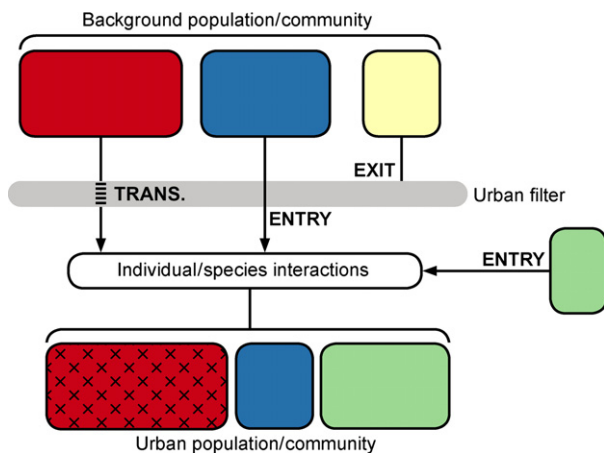 Background population/community
EXIT
TRANS.
Urban filter
ENTRY
ENTRY
Individual/species interactions
Urban population/community